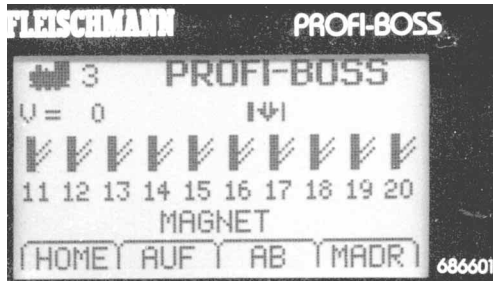 FLEISCHMANN PROFI-BOSS
3 PROFI-BOSS
V = 0
11 12 13 14 15 16 17 18 19 20
MAGNET
HOME AUF AB MADR
686601